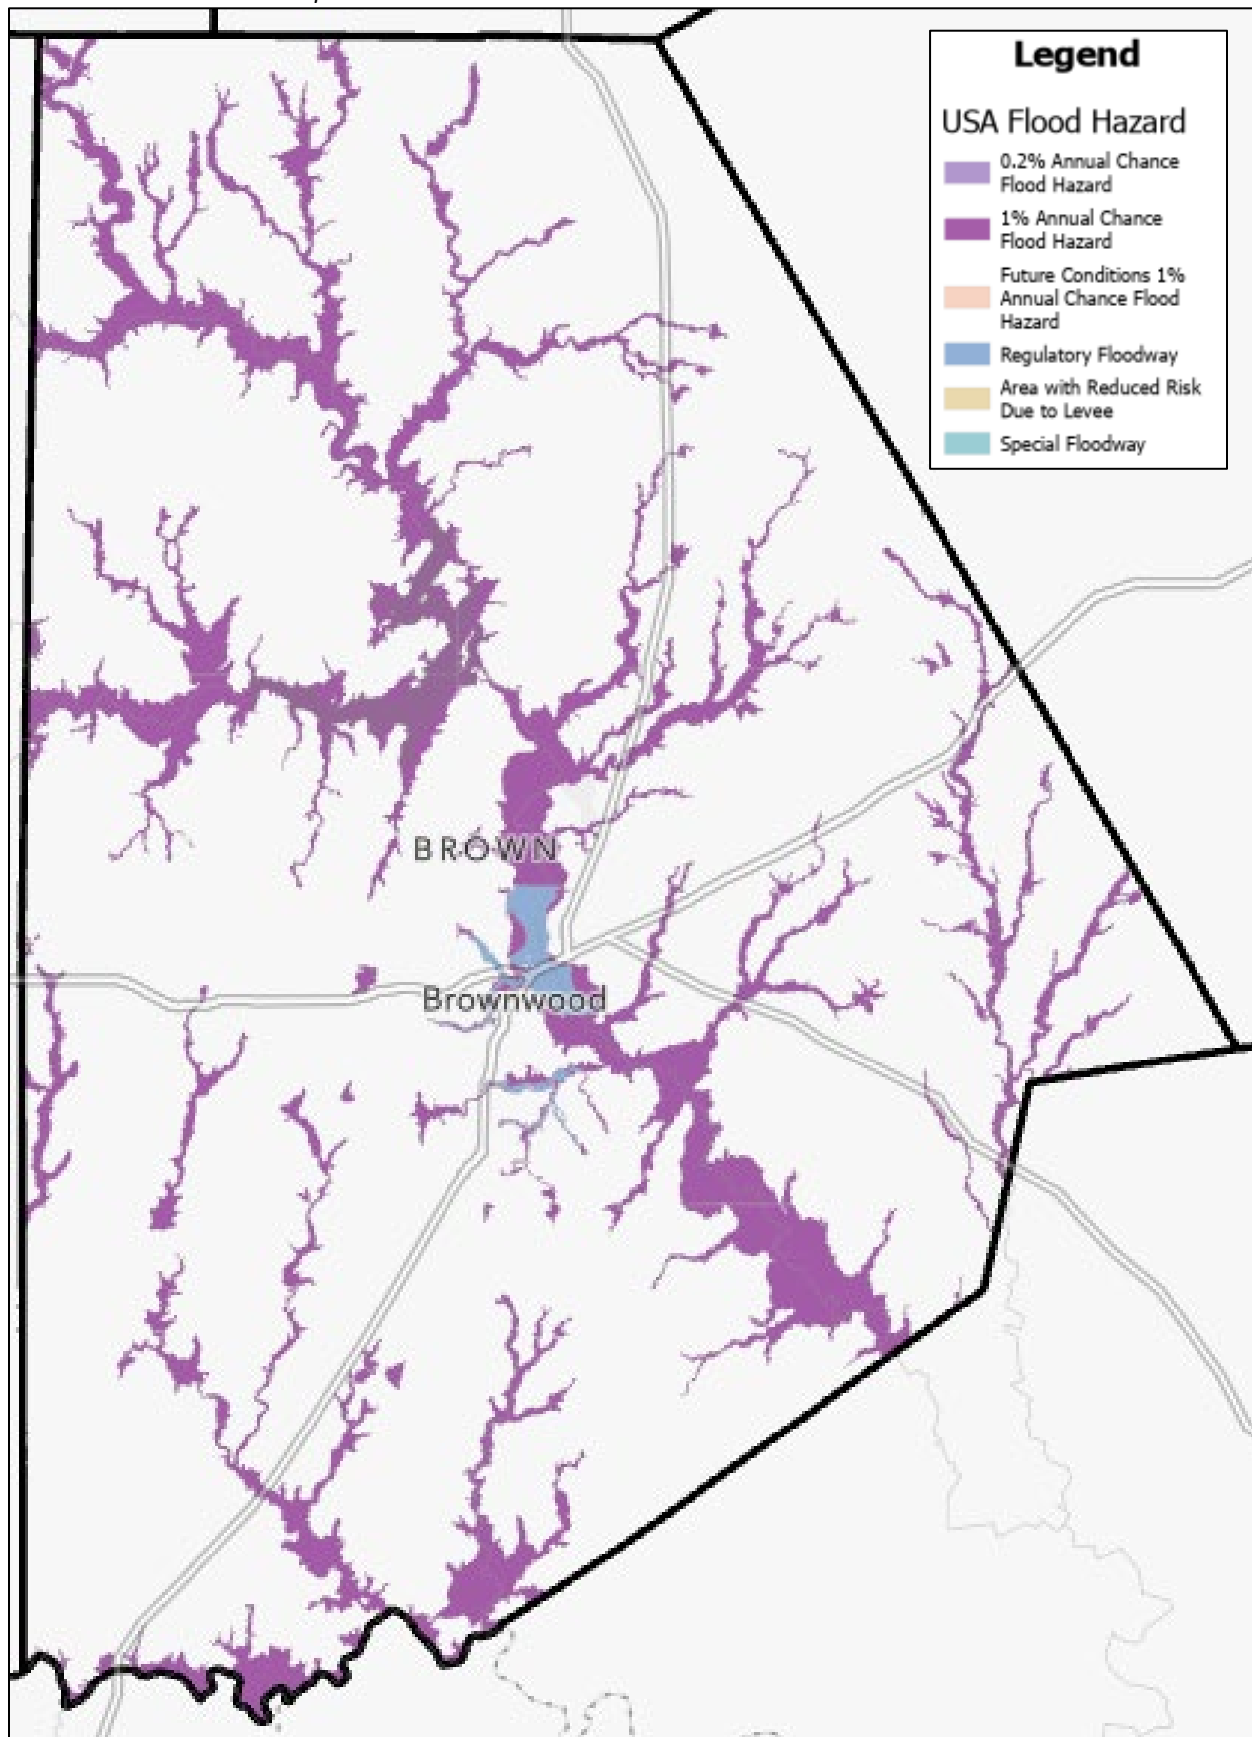 Legend
USA Flood Hazard
0.2% Annual Chance
Flood Hazard
1% Annual Chance
Flood Hazard
Future Conditions 1%
Annual Chance Flood
Hazard
Regulatory Floodway
Area with Reduced Risk
Due to Levee
Special Floodway
BROWN
Brownwood